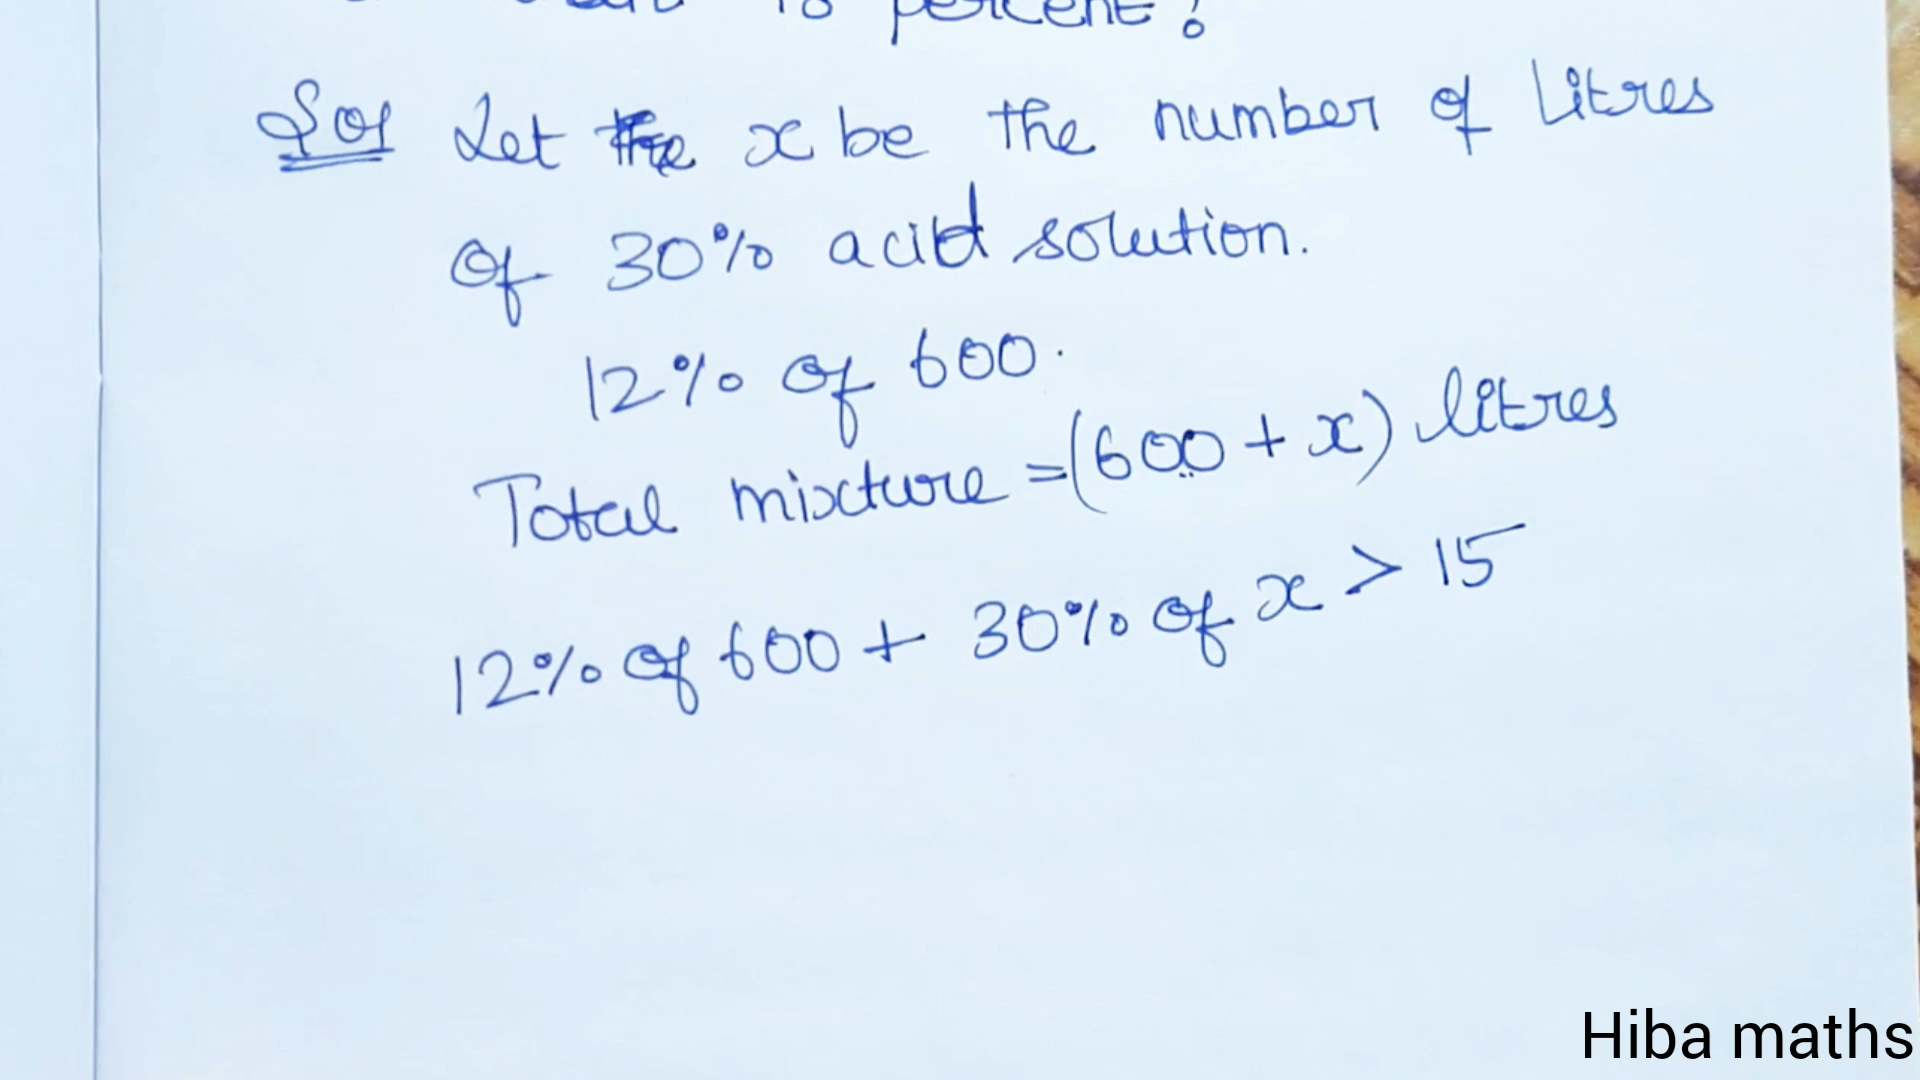 percent?
Sol Let the x be the number of litres
of 30% acid solution.
12% of 600.
Total mixture = (600 + x) litres
12% of 600 + 30% of x > 15
Hiba maths